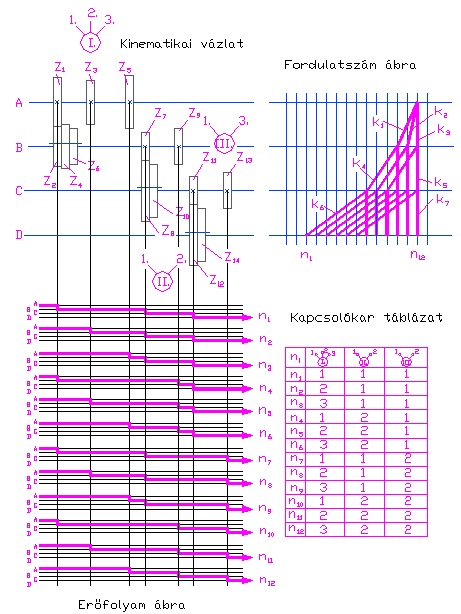 1. 2. 3.
I.
Kinematikai vázlat
Z1 Z3 Z5
A
Z7 Z9
1. 3.
III.
B
Z11 Z13
Z6
Z2 Z4
C
Z10
Z8
D
Z14
1. 2.
II.
Z12
Fordulatszám ábra
K1 K2
K3
K4
K5
K6
K7
n1 n12
A B C D n1
A B C D n2
A B C D n3
A B C D n4
A B C D n5
A B C D n6
A B C D n7
A B C D n8
A B C D n9
A B C D n10
A B C D n11
A B C D n12
Erőfolyam ábra
Kapcsolókar táblázat
n1 1 1 1
n2 2 1 1
n3 3 1 1
n4 1 2 1
n5 2 2 1
n6 3 2 1
n7 1 1 2
n8 2 1 2
n9 3 1 2
n10 1 2 2
n11 2 2 2
n12 3 2 2